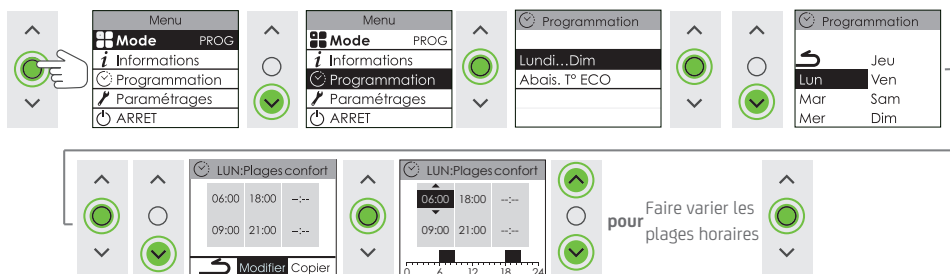 Menu
Mode PROG
i Informations
Programmation
Paramétrages
ARRET
Menu
Mode PROG
i Informations
Programmation
Paramétrages
ARRET
Programmation
Lundi...Dim
Abais. T° ECO
Programmation
Jeu
Lun Ven
Mar Sam
Mer Dim
LUN:Plages confort
06:00 18:00 --:--
09:00 21:00 --:--
Modifier Copier
LUN:Plages confort
06:00 18:00 --:--
09:00 21:00 --:--
0 6 12 18 24
pour Faire varier les
plages horaires